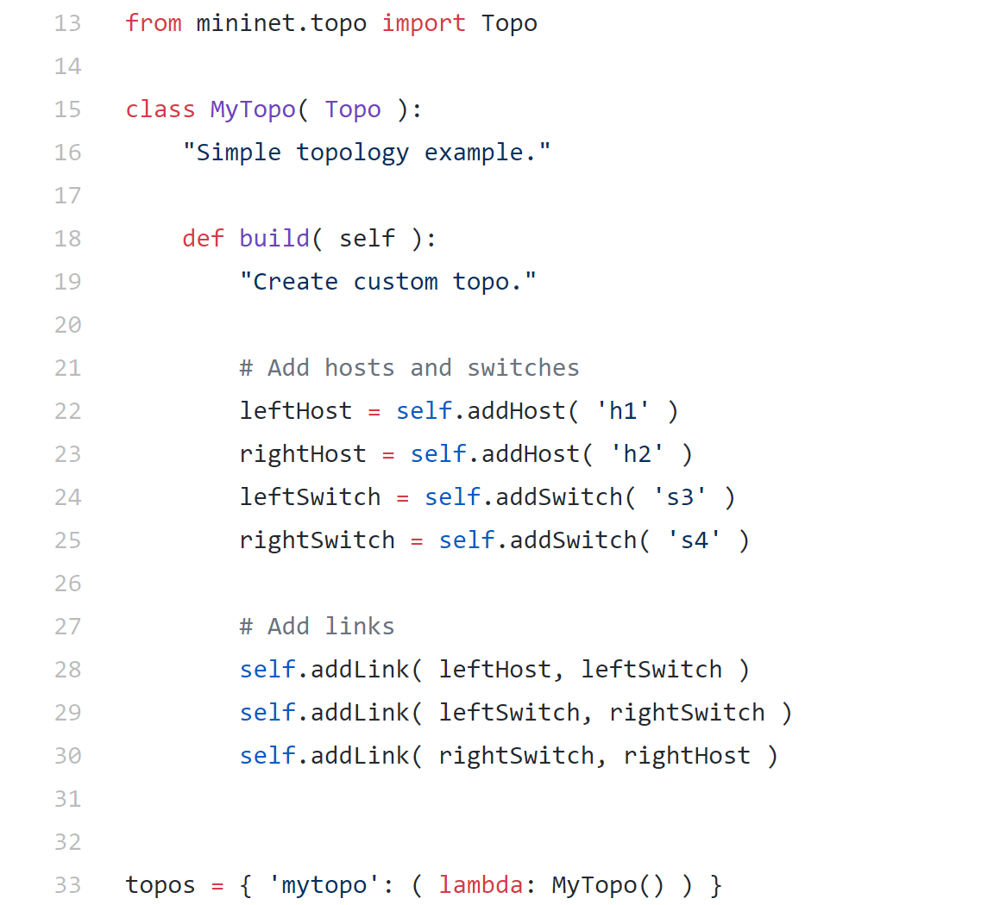 13 from mininet.topo import Topo
14
15 class MyTopo( Topo ):
16     "Simple topology example."
17
18     def build( self ):
19         "Create custom topo."
20
21         # Add hosts and switches
22         leftHost = self.addHost( 'h1' )
23         rightHost = self.addHost( 'h2' )
24         leftSwitch = self.addSwitch( 's3' )
25         rightSwitch = self.addSwitch( 's4' )
26
27         # Add links
28         self.addLink( leftHost, leftSwitch )
29         self.addLink( leftSwitch, rightSwitch )
30         self.addLink( rightSwitch, rightHost )
31
32
33 topos = { 'mytopo': ( lambda: MyTopo() ) }